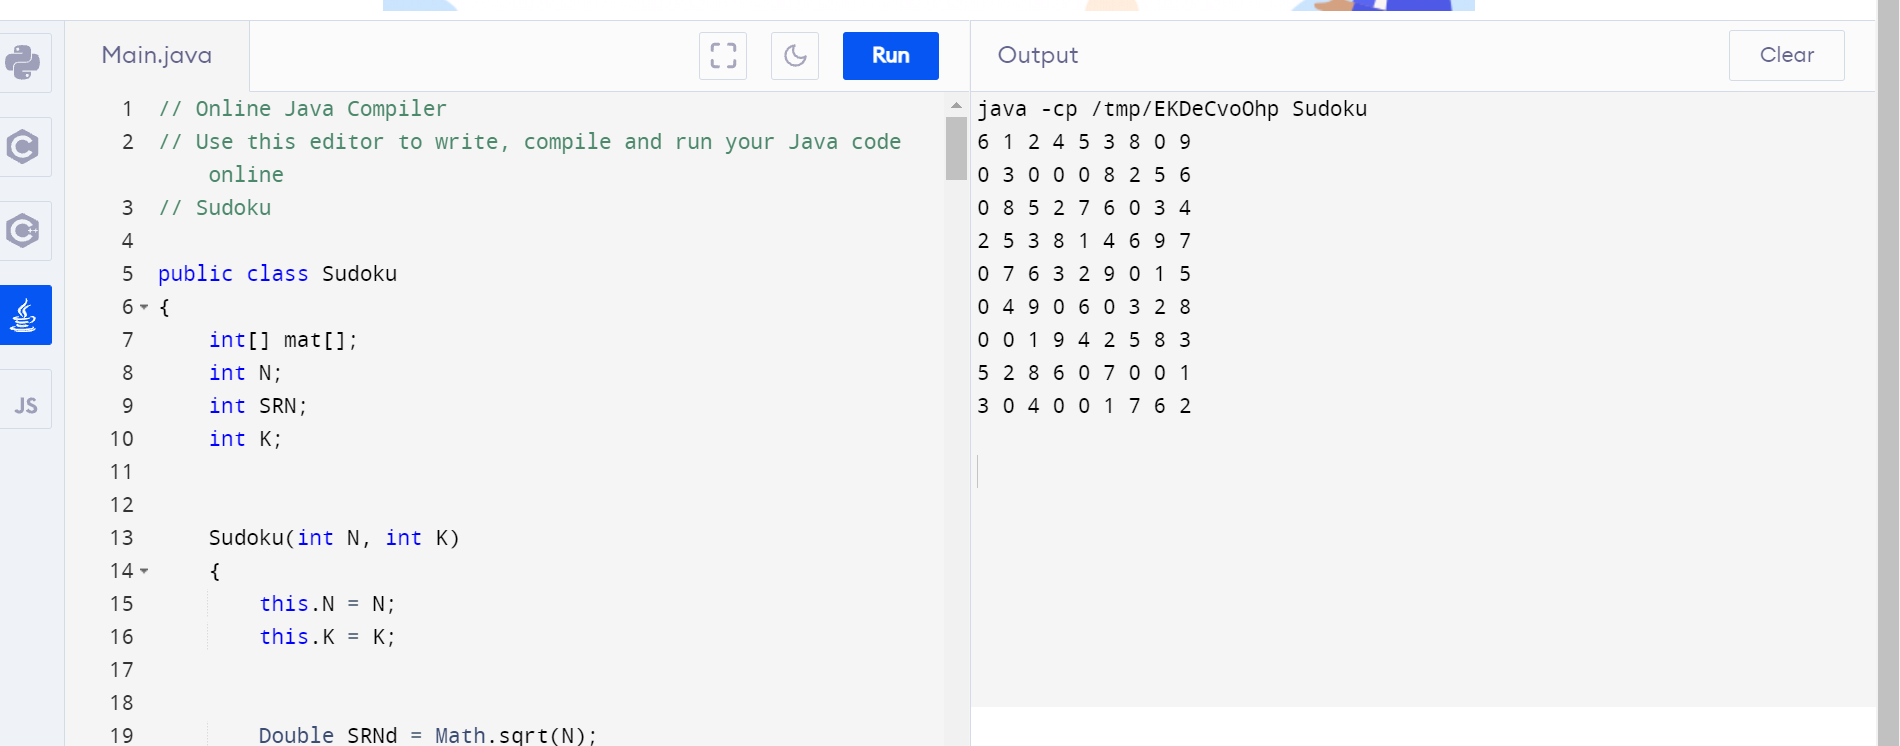 Main.java
Run
1 // Online Java Compiler
2 // Use this editor to write, compile and run your Java code
online
3 // Sudoku
4
5 public class Sudoku
6 {
7 int[] mat[];
8 int N;
9 int SRN;
10 int K;
11
12
13 Sudoku(int N, int K)
14 {
15 this.N = N;
16 this.K = K;
17
18
19 Double SRNd = Math.sqrt(N);
JS
Output
Clear
java -cp /tmp/EKDeCvoOhp Sudoku
6 1 2 4 5 3 8 0 9
0 3 0 0 0 8 2 5 6
0 8 5 2 7 6 0 3 4
2 5 3 8 1 4 6 9 7
0 7 6 3 2 9 0 1 5
0 4 9 0 6 0 3 2 8
0 0 1 9 4 2 5 8 3
5 2 8 6 0 7 0 0 1
3 0 4 0 0 1 7 6 2